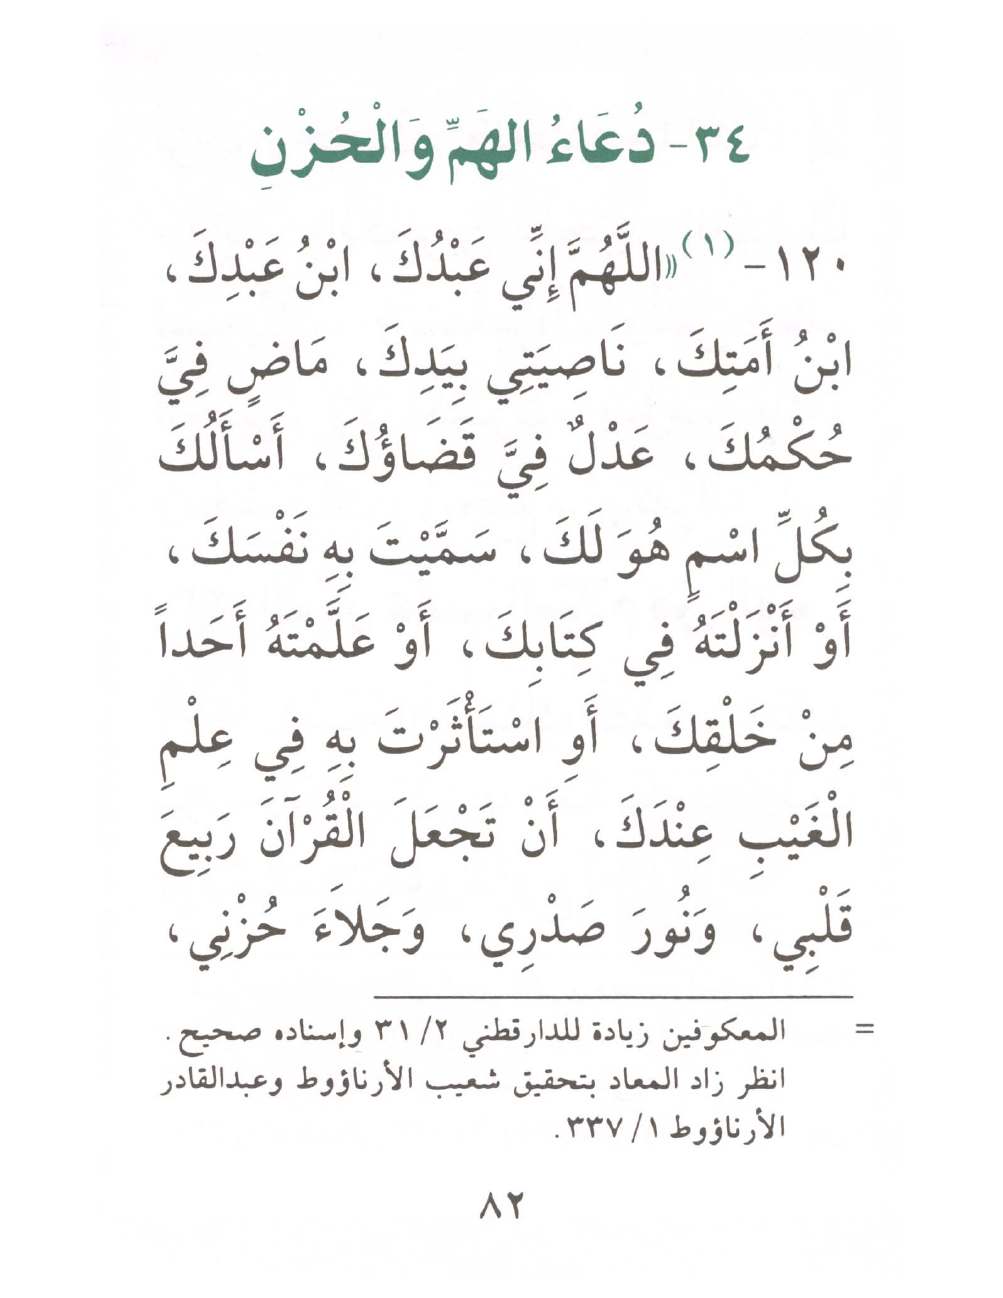 ٣٤- دُعَاءُ الهَمِّ وَالْحُزْنِ
١٢٠- (١)«اللَّهُمَّ إِنِّي عَبْدُكَ، ابْنُ عَبْدِكَ،
ابْنُ أَمَتِكَ، نَاصِيَتِي بِيَدِكَ، مَاضٍ فِيَّ
حُكْمُكَ، عَدْلٌ فِيَّ قَضَاؤُكَ، أَسْأَلُكَ
بِكُلِّ اسْمٍ هُوَ لَكَ، سَمَّيْتَ بِهِ نَفْسَكَ،
أَوْ أَنْزَلْتَهُ فِي كِتَابِكَ، أَوْ عَلَّمْتَهُ أَحَداً
مِنْ خَلْقِكَ، أَوِ اسْتَأْثَرْتَ بِهِ فِي عِلْمِ
الْغَيْبِ عِنْدَكَ، أَنْ تَجْعَلَ الْقُرْآنَ رَبِيعَ
قَلْبِي، وَنُورَ صَدْرِي، وَجَلاَءَ حُزْنِي،
= المعكوفين زيادة للدارقطني ٢/ ٣١ وإسناده صحيح.
انظر زاد المعاد بتحقيق شعيب الأرناؤوط وعبدالقادر
الأرناؤوط ١/ ٣٣٧.
٨٢